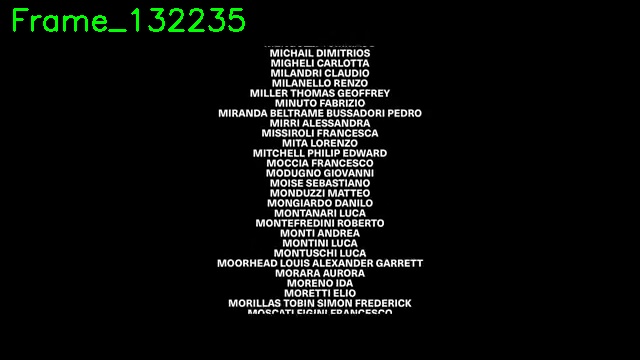 Frame_132235
MICHAIL DIMITRIOS
MIGHELI CARLOTTA
MILANDRI CLAUDIO
MILANELLO RENZO
MILLER THOMAS GEOFFREY
MINUTO FABRIZIO
MIRANDA BELTRAME BUSSADORI PEDRO
MIRRI ALESSANDRA
MISSIROLI FRANCESCA
MITA LORENZO
MITCHELL PHILIP EDWARD
MOCCIA FRANCESCO
MODUGNO GIOVANNI
MOISE SEBASTIANO
MONDUZZI MATTEO
MONGIARDO DANILO
MONTANARI LUCA
MONTEFREDINI ROBERTO
MONTI ANDREA
MONTINI LUCA
MONTUSCHI LUCA
MOORHEAD LOUIS ALEXANDER GARRETT
MORARA AURORA
MORENO IDA
MORETTI ELIO
MORILLAS TOBIN SIMON FREDERICK
MOSCATI FIGINI FRANCESCO